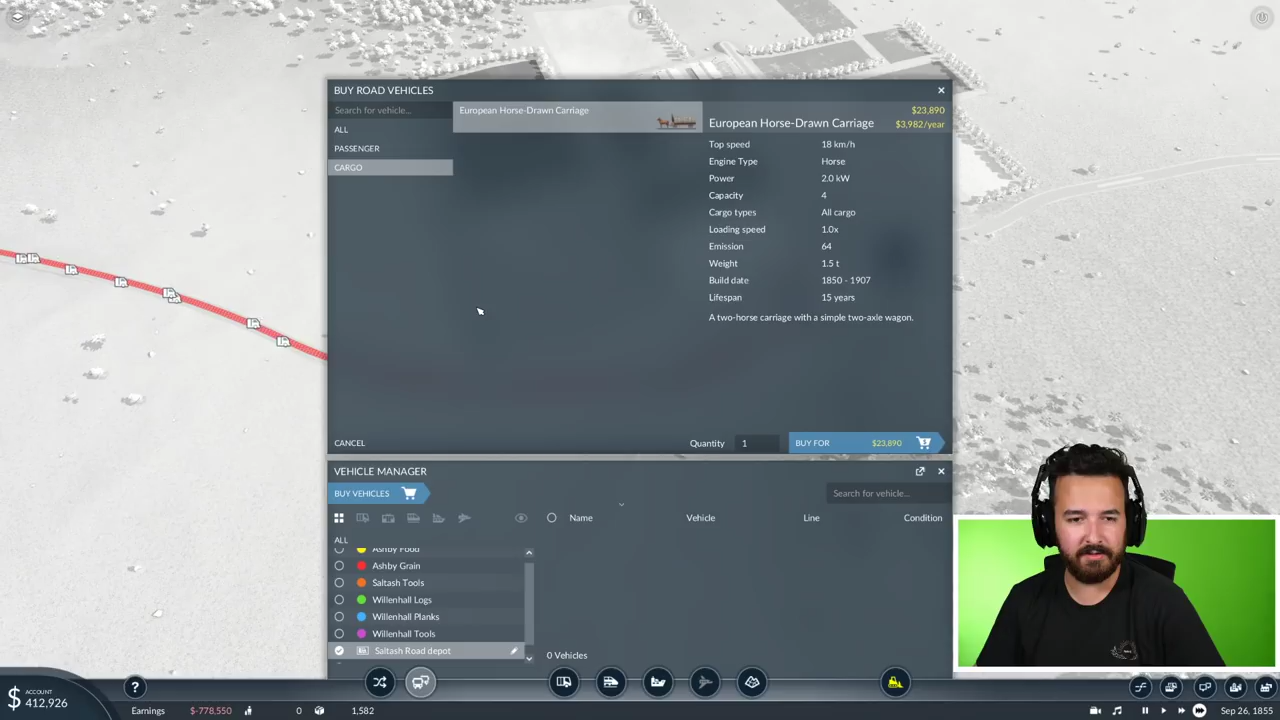 BUY ROAD VEHICLES
Search for vehicle...
ALL
PASSENGER
CARGO
European Horse-Drawn Carriage
$23,890
European Horse-Drawn Carriage
$3,982/year
Top speed 18 km/h
Engine Type Horse
Power 2.0 kW
Capacity 4
Cargo types All cargo
Loading speed 1.0x
Emission 64
Weight 1.5 t
Build date 1850 - 1907
Lifespan 15 years
A two-horse carriage with a simple two-axle wagon.
CANCEL
Quantity 1
BUY FOR $23,890
VEHICLE MANAGER
BUY VEHICLES
Search for vehicle...
Name Vehicle Line Condition
ALL
Ashby Food
Ashby Grain
Saltash Tools
Willenhall Logs
Willenhall Planks
Willenhall Tools
Saltash Road depot
0 Vehicles
?
$ ACCOUNT
412,926
Earnings $-778,550 0 1,582
Sep 26, 1855